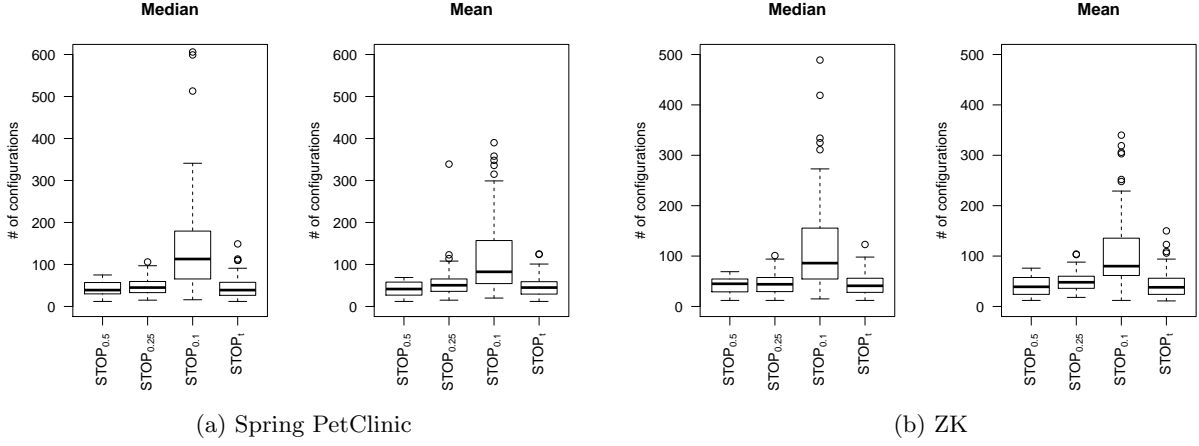 Median
Mean
Median
Mean
# of configurations
600
500
400
300
200
100
0
STOP0.5
STOP0.25
STOP0.1
STOPt
# of configurations
600
500
400
300
200
100
0
STOP0.5
STOP0.25
STOP0.1
STOPt
# of configurations
500
400
300
200
100
0
STOP0.5
STOP0.25
STOP0.1
STOPt
# of configurations
500
400
300
200
100
0
STOP0.5
STOP0.25
STOP0.1
STOPt
(a) Spring PetClinic
(b) ZK